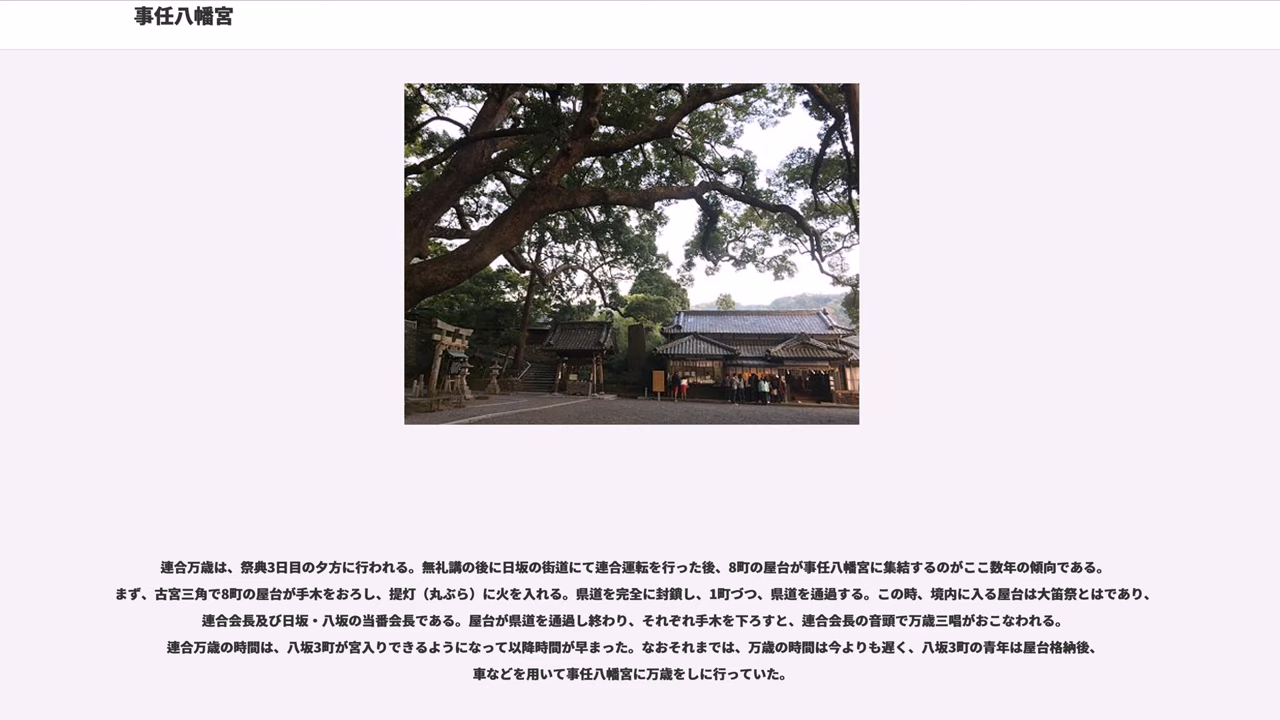 事任八幡宮
連合万歳は、祭典3日目の夕方に行われる。無礼講の後に日坂の街道にて連合運転を行った後、8町の屋台が事任八幡宮に集結するのがここ数年の傾向である。
まず、古宮三角で8町の屋台が手木をおろし、提灯（丸ぶら）に火を入れる。県道を完全に封鎖し、1町づつ、県道を通過する。この時、境内に入る屋台は大笛祭とはであり、
連合会長及び日坂・八坂の当番会長である。屋台が県道を通過し終わり、それぞれ手木を下ろすと、連合会長の音頭で万歳三唱がおこなわれる。
連合万歳の時間は、八坂3町が宮入りできるようになって以降時間が早まった。なおそれまでは、万歳の時間は今よりも遅く、八坂3町の青年は屋台格納後、
車などを用いて事任八幡宮に万歳をしに行っていた。